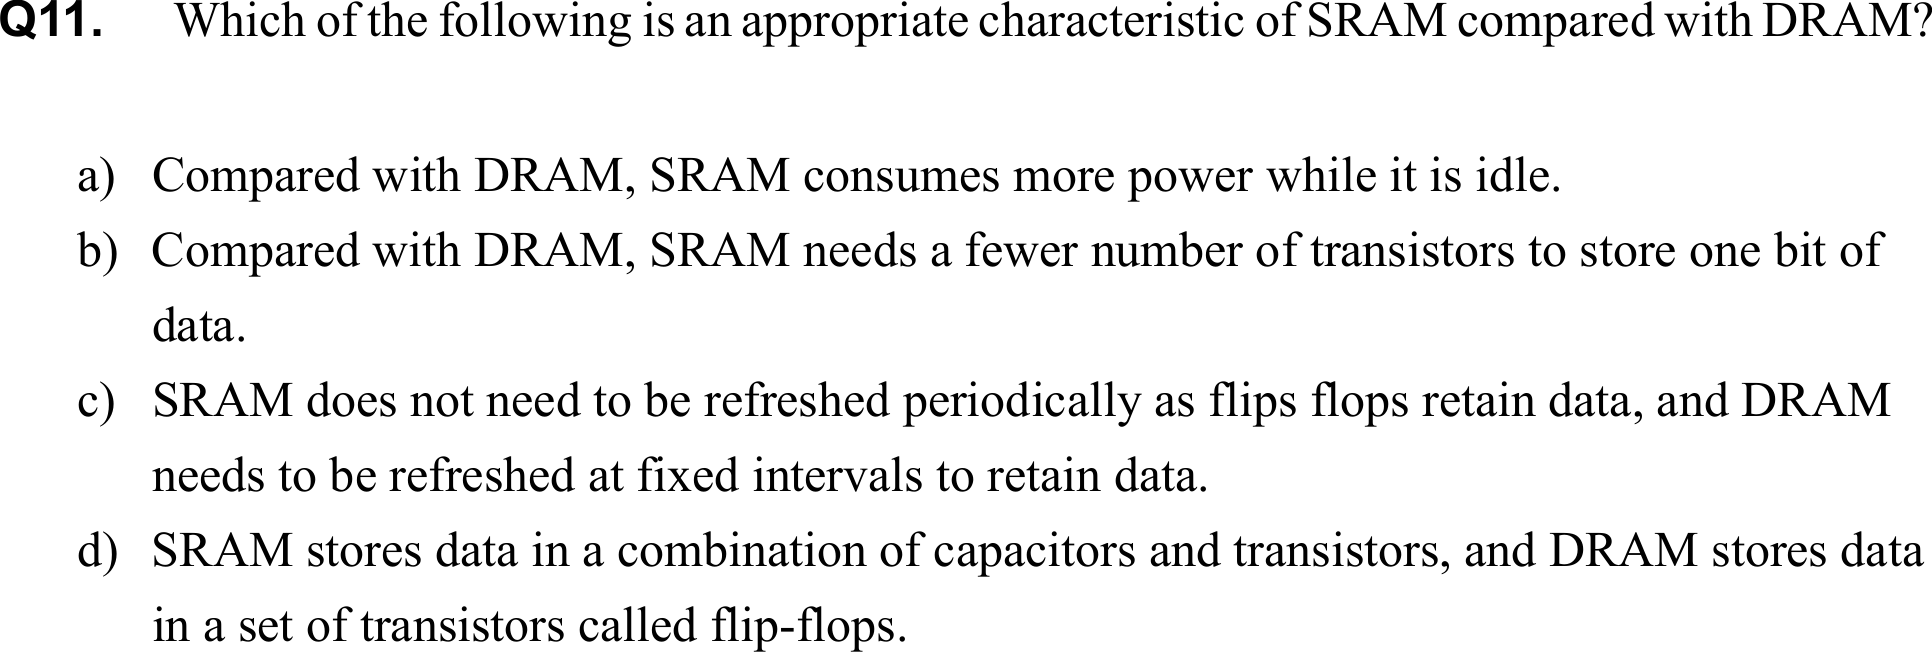 Q11. Which of the following is an appropriate characteristic of SRAM compared with DRAM?
a) Compared with DRAM, SRAM consumes more power while it is idle.
b) Compared with DRAM, SRAM needs a fewer number of transistors to store one bit of
data.
c) SRAM does not need to be refreshed periodically as flips flops retain data, and DRAM
needs to be refreshed at fixed intervals to retain data.
d) SRAM stores data in a combination of capacitors and transistors, and DRAM stores data
in a set of transistors called flip-flops.